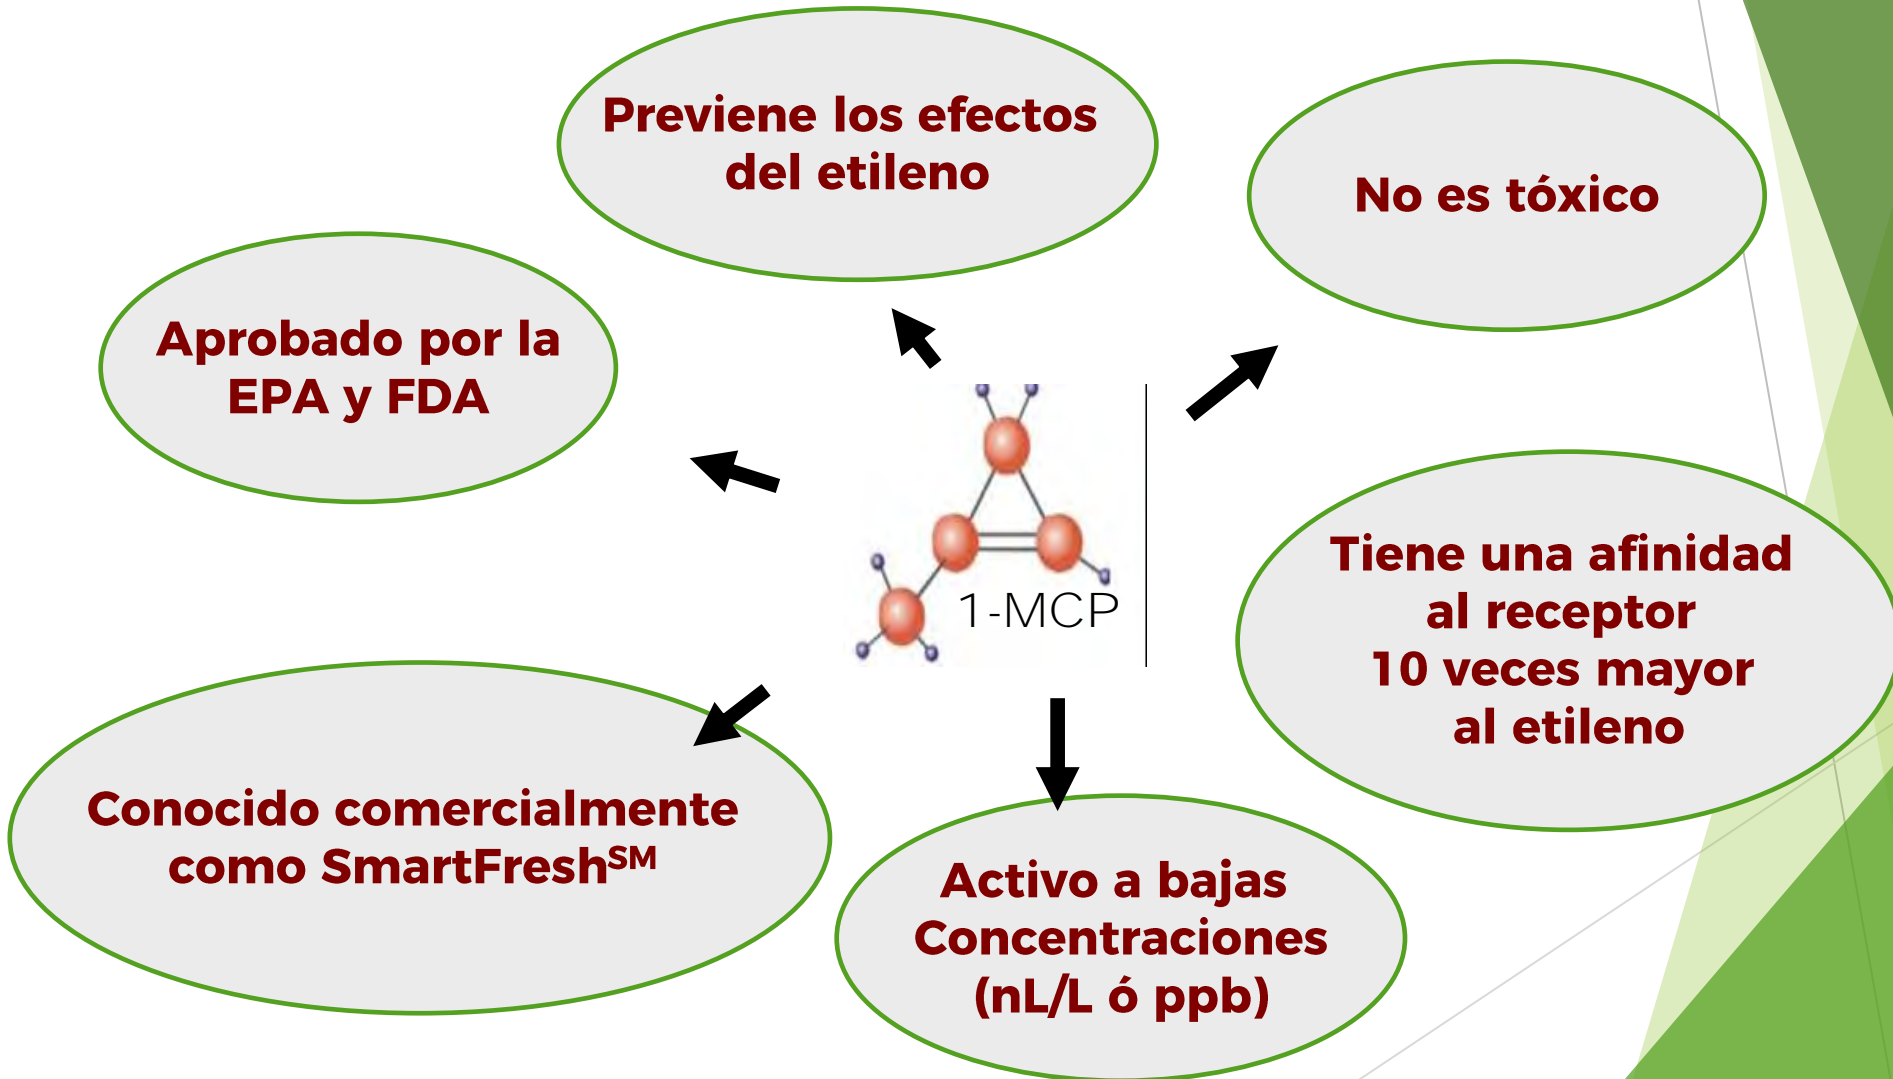 Previene los efectos
del etileno
No es tóxico
Aprobado por la
EPA y FDA
1-MCP
Tiene una afinidad
al receptor
10 veces mayor
al etileno
Conocido comercialmente
como SmartFreshSM
Activo a bajas
Concentraciones
(nL/L ó ppb)